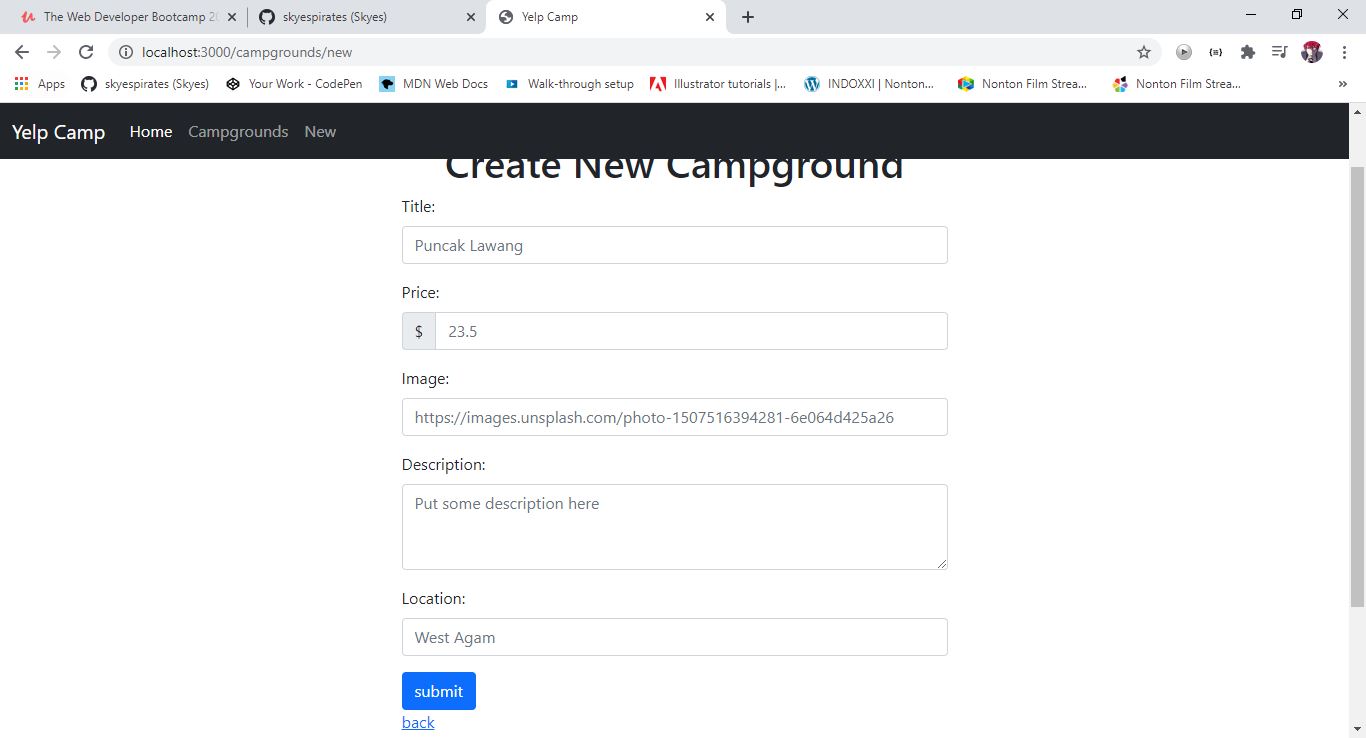 The Web Developer Bootcamp 20
skyespirates (Skyes)
Yelp Camp
localhost:3000/campgrounds/new
Apps
skyespirates (Skyes)
Your Work - CodePen
MDN Web Docs
Walk-through setup
Illustrator tutorials |...
INDOXXI | Nonton...
Nonton Film Strea...
Nonton Film Strea...
»
Yelp Camp
Home
Campgrounds
New
Create New Campground
Title:
Puncak Lawang
Price:
$ 23.5
Image:
https://images.unsplash.com/photo-1507516394281-6e064d425a26
Description:
Put some description here
Location:
West Agam
submit
back